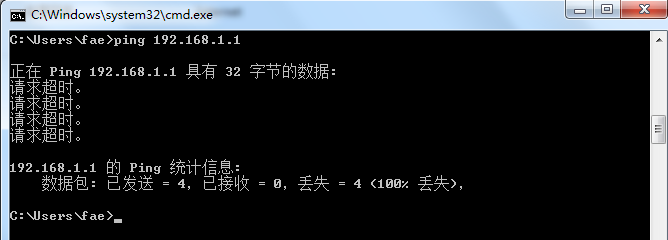 C:\Windows\system32\cmd.exe
C:\Users\fae>ping 192.168.1.1
正在 Ping 192.168.1.1 具有 32 字节的数据:
请求超时。
请求超时。
请求超时。
请求超时。
192.168.1.1 的 Ping 统计信息:
数据包: 已发送 = 4，已接收 = 0，丢失 = 4 (100% 丢失)，
C:\Users\fae>_